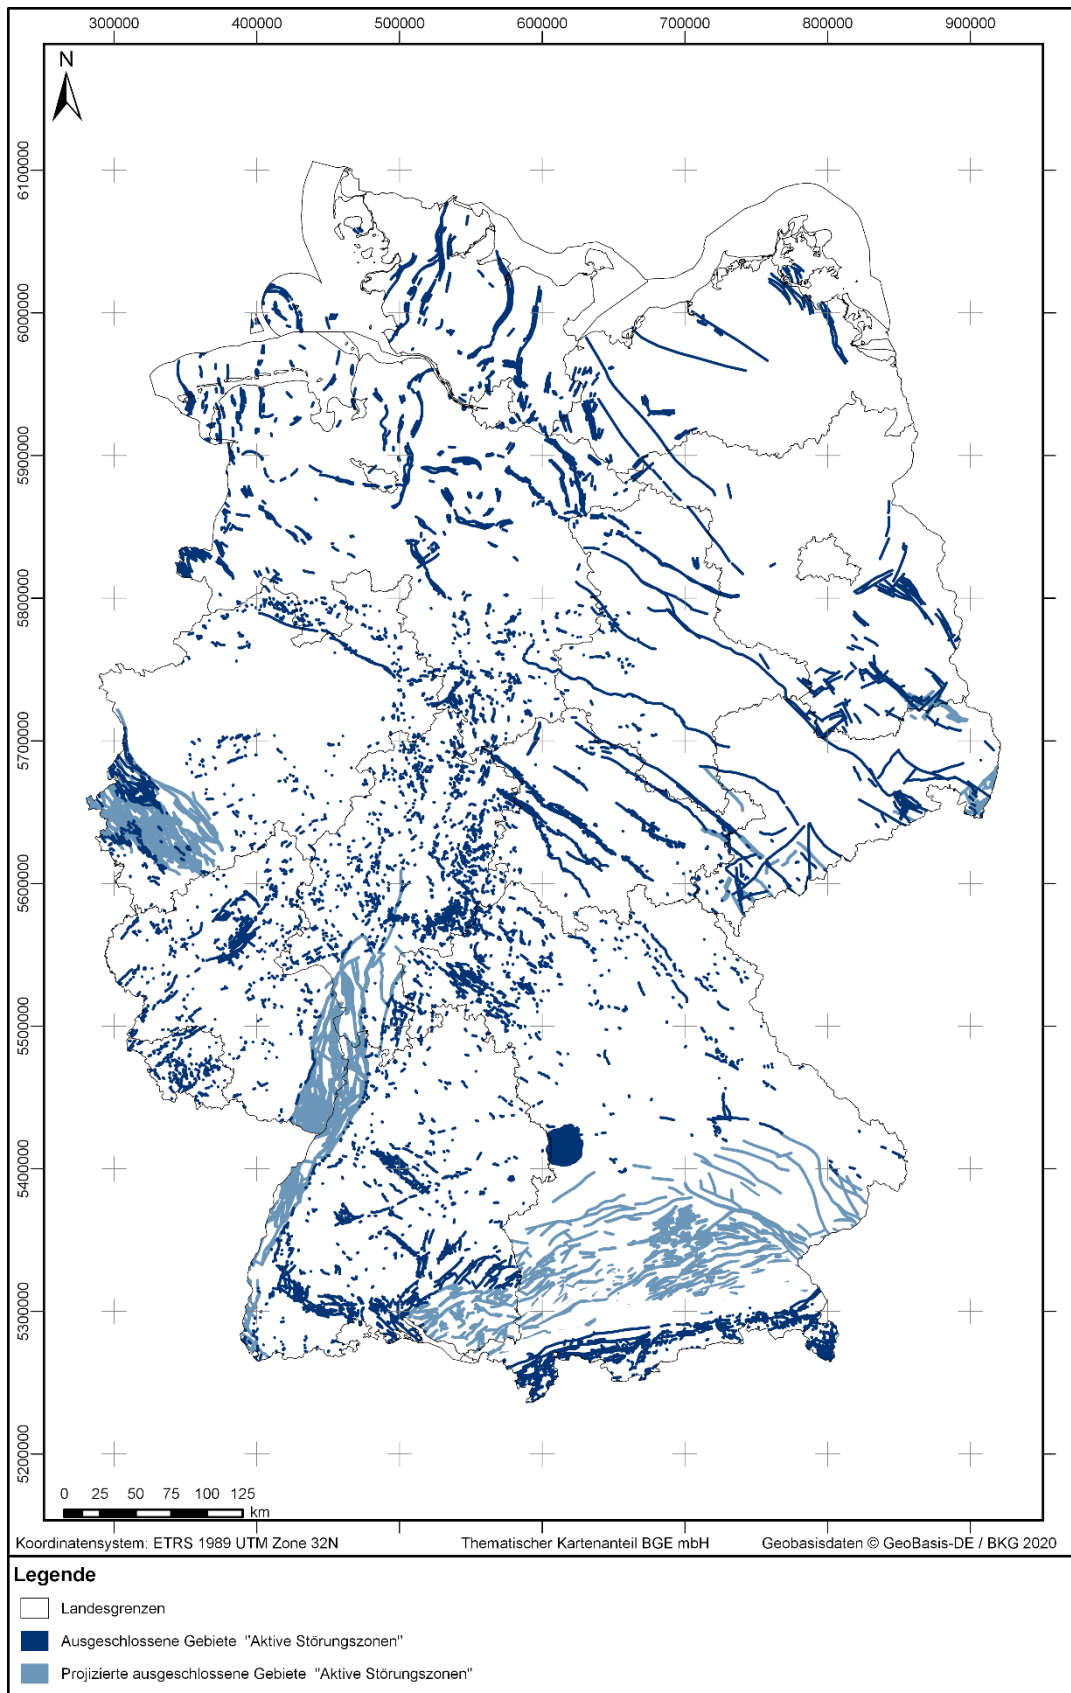 300000 400000 500000 600000 700000 800000 900000
N
6100000
6000000
5900000
5800000
5700000
5600000
5500000
5400000
5300000
5200000
0 25 50 75 100 125
km
Koordinatensystem: ETRS 1989 UTM Zone 32N Thematischer Kartenanteil BGE mbH Geobasisdaten © GeoBasis-DE / BKG 2020
Legende
Landesgrenzen
Ausgeschlossene Gebiete "Aktive Störungszonen"
Projizierte ausgeschlossene Gebiete "Aktive Störungszonen"